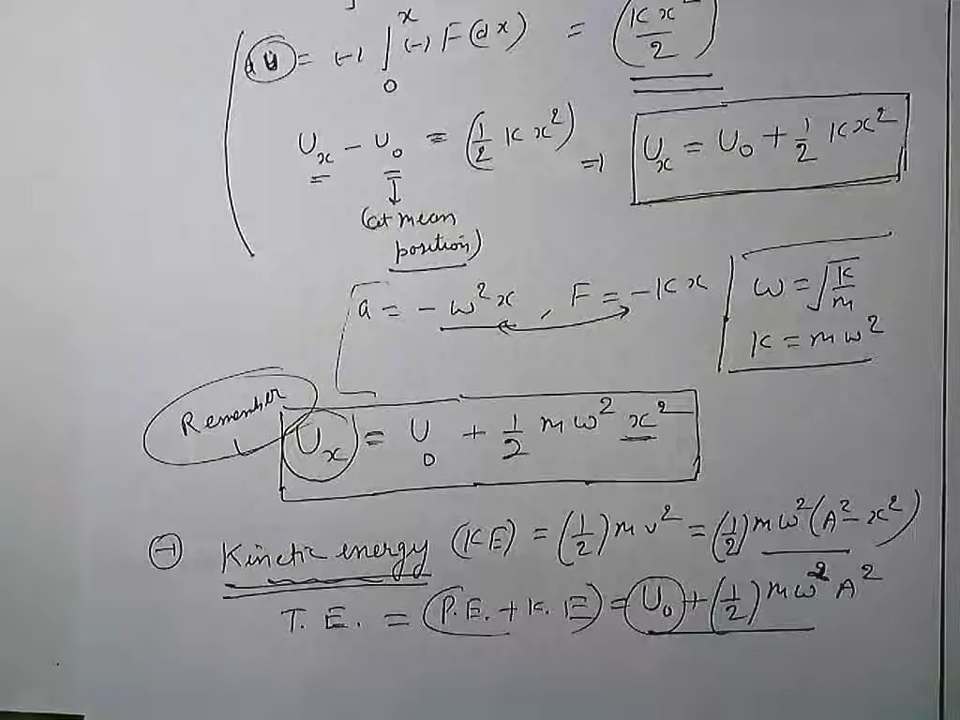 dU = (-) ∫₀ˣ (-) F(dx) = (Kx²/2)
Uₓ - U₀ = (½ Kx²) ⇒ Uₓ = U₀ + ½ Kx²
(at mean
position)
a = - ω²x , F = -Kx
ω = √(K/m)
K = mω²
Remember
Uₓ = U₀ + ½ mω² x²
Kinetic energy (KE) = (½) mv² = (½) mω² (A² - x²)
T. E. = (P.E. + K.E) = U₀ + (½) mω² A²